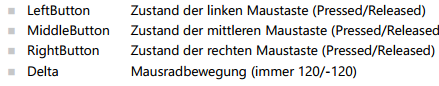 LeftButton Zustand der linken Maustaste (Pressed/Released)
MiddleButton Zustand der mittleren Maustaste (Pressed/Released
RightButton Zustand der rechten Maustaste (Pressed/Released)
Delta Mausradbewegung (immer 120/-120)